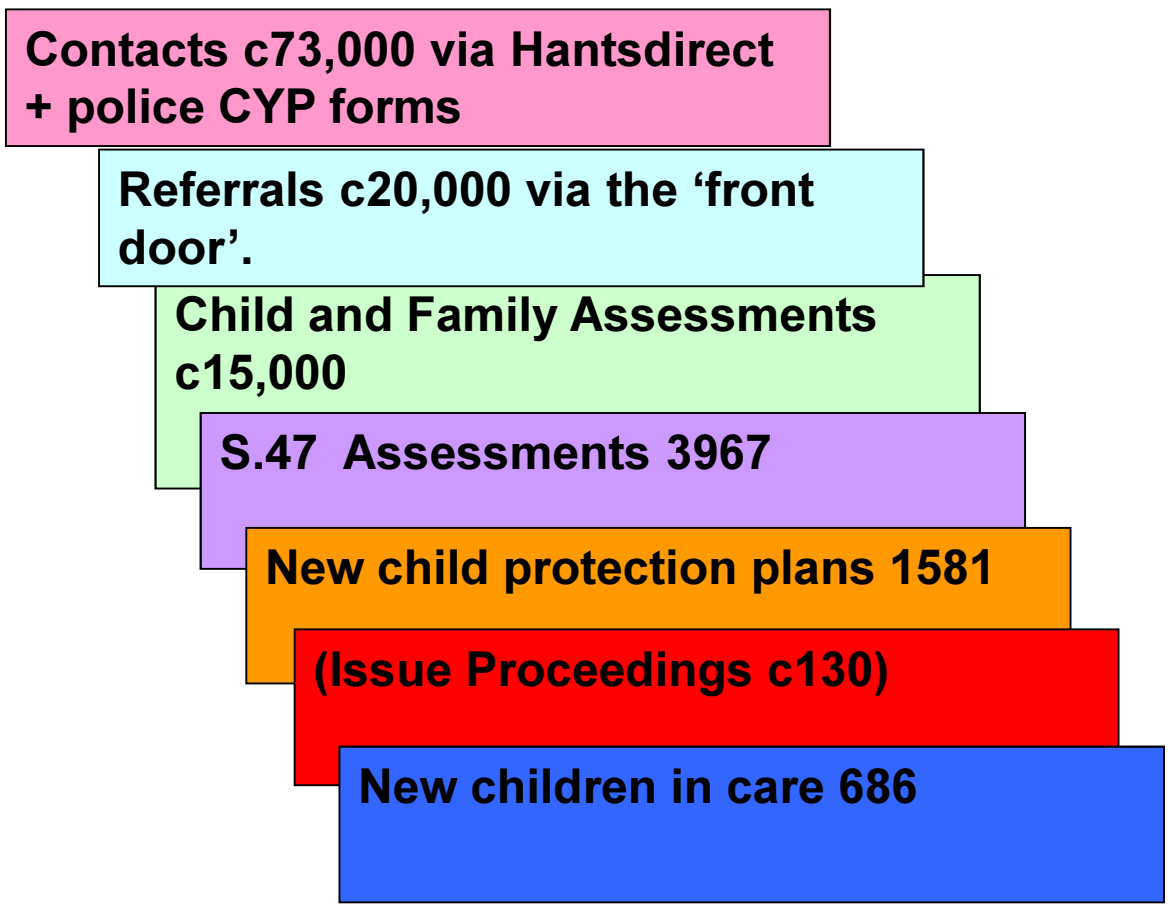 Contacts c73,000 via Hantsdirect
+ police CYP forms
Referrals c20,000 via the ‘front
door’.
Child and Family Assessments
c15,000
S.47  Assessments 3967
New child protection plans 1581
(Issue Proceedings c130)
New children in care 686